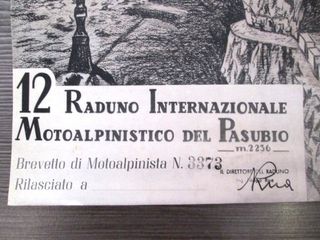 12 RADUNO INTERNAZIONALE
MOTOALPINISTICO DEL PASUBIO
m.2236
Brevetto di Motoalpinista N. 3373
IL DIRETTORE DEL RADUNO
Rilasciato a